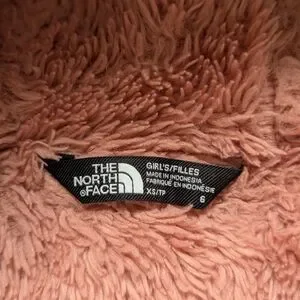 THE
NORTH
®FACE
GIRL'S/FILLES
MADE IN INDONESIA
FABRIQUÉ EN INDONÉSIE
XS/TP
6